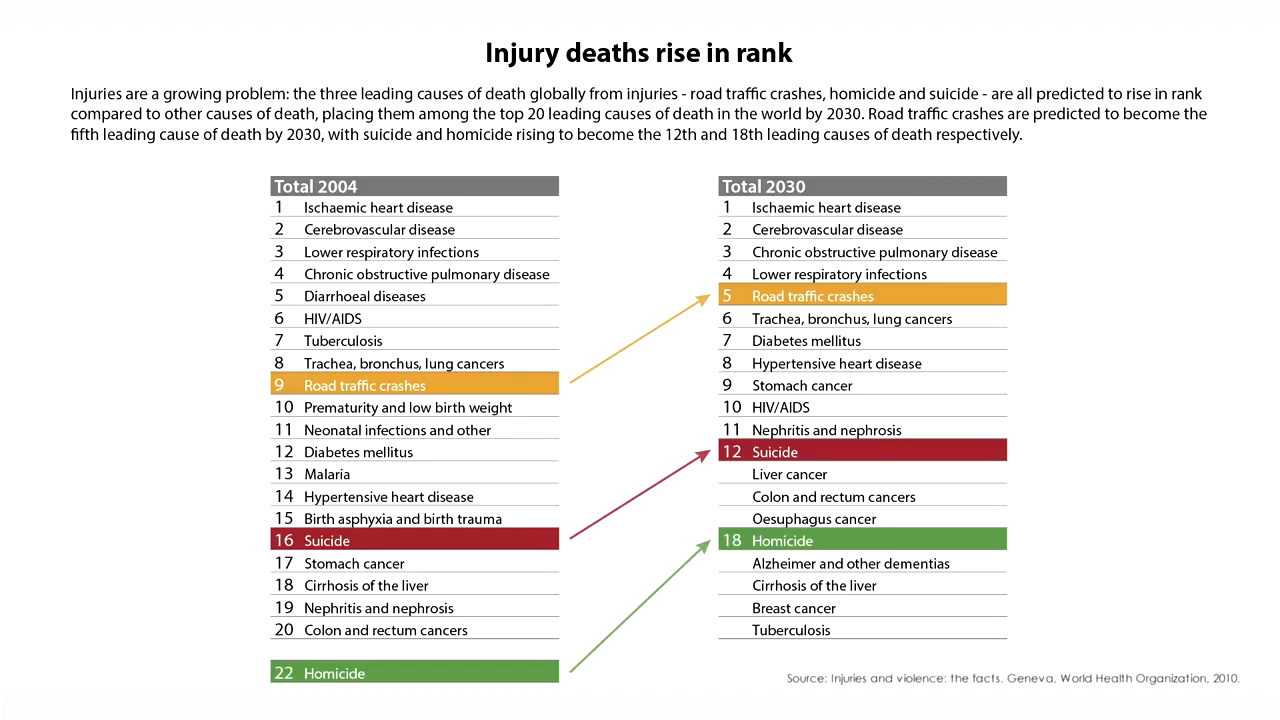 Injury deaths rise in rank
Injuries are a growing problem: the three leading causes of death globally from injuries - road traffic crashes, homicide and suicide - are all predicted to rise in rank
compared to other causes of death, placing them among the top 20 leading causes of death in the world by 2030. Road traffic crashes are predicted to become the
fifth leading cause of death by 2030, with suicide and homicide rising to become the 12th and 18th leading causes of death respectively.
Total 2004
1 Ischaemic heart disease
2 Cerebrovascular disease
3 Lower respiratory infections
4 Chronic obstructive pulmonary disease
5 Diarrhoeal diseases
6 HIV/AIDS
7 Tuberculosis
8 Trachea, bronchus, lung cancers
9 Road traffic crashes
10 Prematurity and low birth weight
11 Neonatal infections and other
12 Diabetes mellitus
13 Malaria
14 Hypertensive heart disease
15 Birth asphyxia and birth trauma
16 Suicide
17 Stomach cancer
18 Cirrhosis of the liver
19 Nephritis and nephrosis
20 Colon and rectum cancers
22 Homicide
Total 2030
1 Ischaemic heart disease
2 Cerebrovascular disease
3 Chronic obstructive pulmonary disease
4 Lower respiratory infections
5 Road traffic crashes
6 Trachea, bronchus, lung cancers
7 Diabetes mellitus
8 Hypertensive heart disease
9 Stomach cancer
10 HIV/AIDS
11 Nephritis and nephrosis
12 Suicide
Liver cancer
Colon and rectum cancers
Oesuphagus cancer
18 Homicide
Alzheimer and other dementias
Cirrhosis of the liver
Breast cancer
Tuberculosis
Source: Injuries and violence: the facts. Geneva, World Health Organization, 2010.